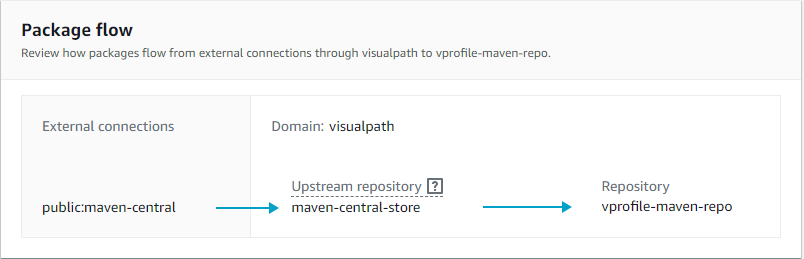 Package flow
Review how packages flow from external connections through visualpath to vprofile-maven-repo.
External connections
Domain: visualpath
Upstream repository ?
Repository
public:maven-central
maven-central-store
vprofile-maven-repo